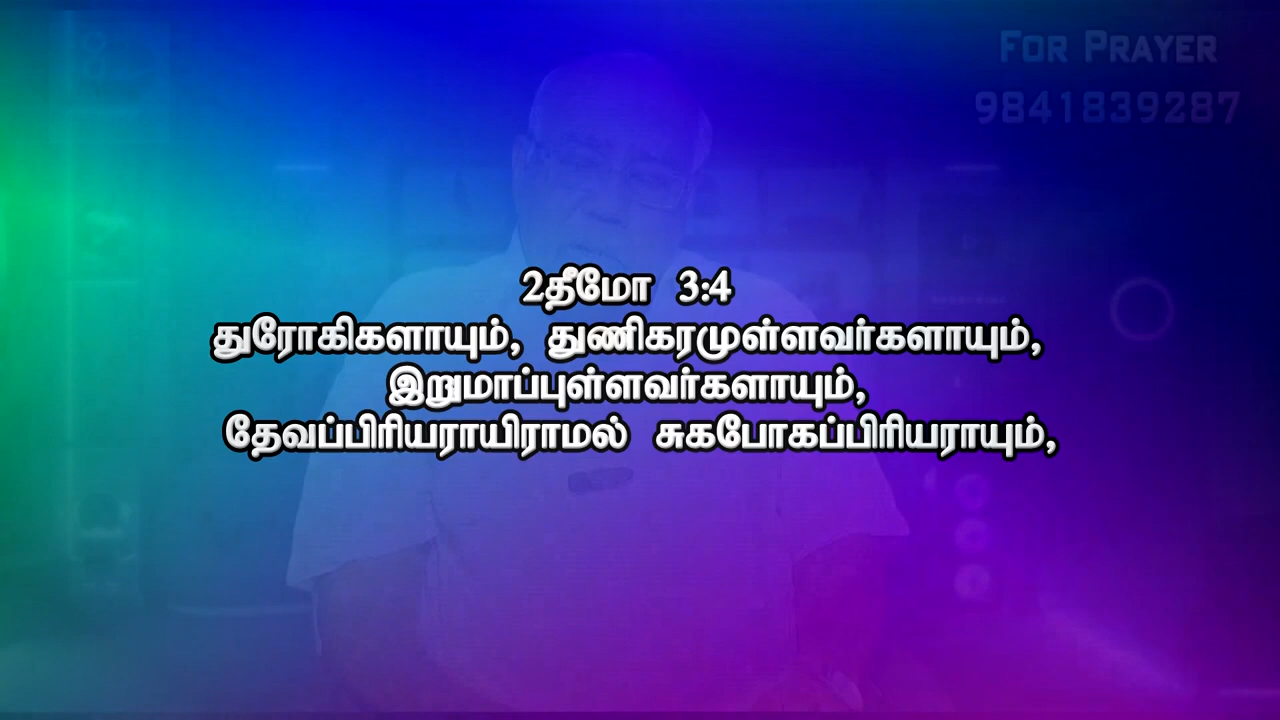 FOR PRAYER
9841839287
2தீமோ 3:4
துரோகிகளாயும், துணிகரமுள்ளவர்களாயும்,
இறுமாப்புள்ளவர்களாயும்,
தேவப்பிரியராயிராமல் சுகபோகப்பிரியராயும்,